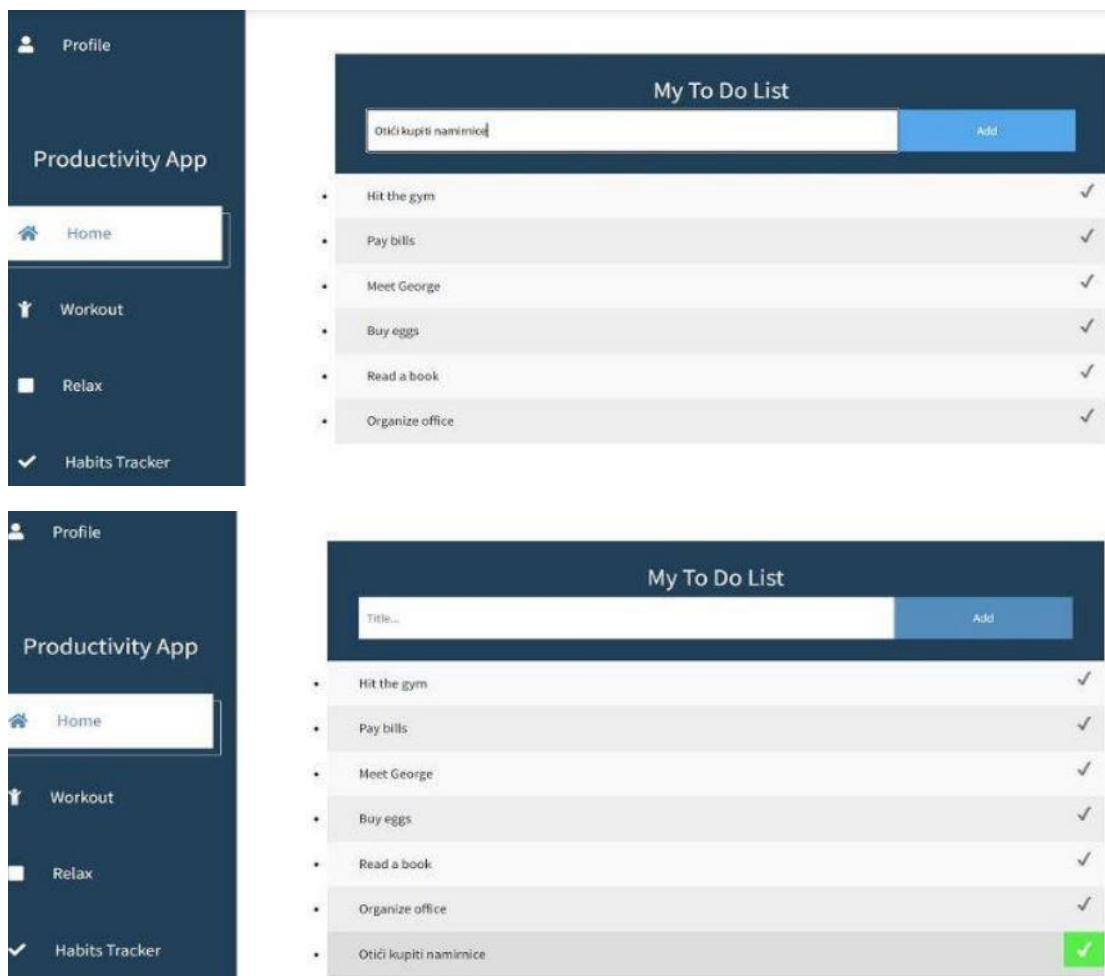 Profile
Productivity App
Home
Workout
Relax
Habits Tracker
My To Do List
Otići kupiti namirnice
Add
Hit the gym
Pay bills
Meet George
Buy eggs
Read a book
Organize office
Profile
Productivity App
Home
Workout
Relax
Habits Tracker
My To Do List
Title...
Add
Hit the gym
Pay bills
Meet George
Buy eggs
Read a book
Organize office
Otići kupiti namirnice